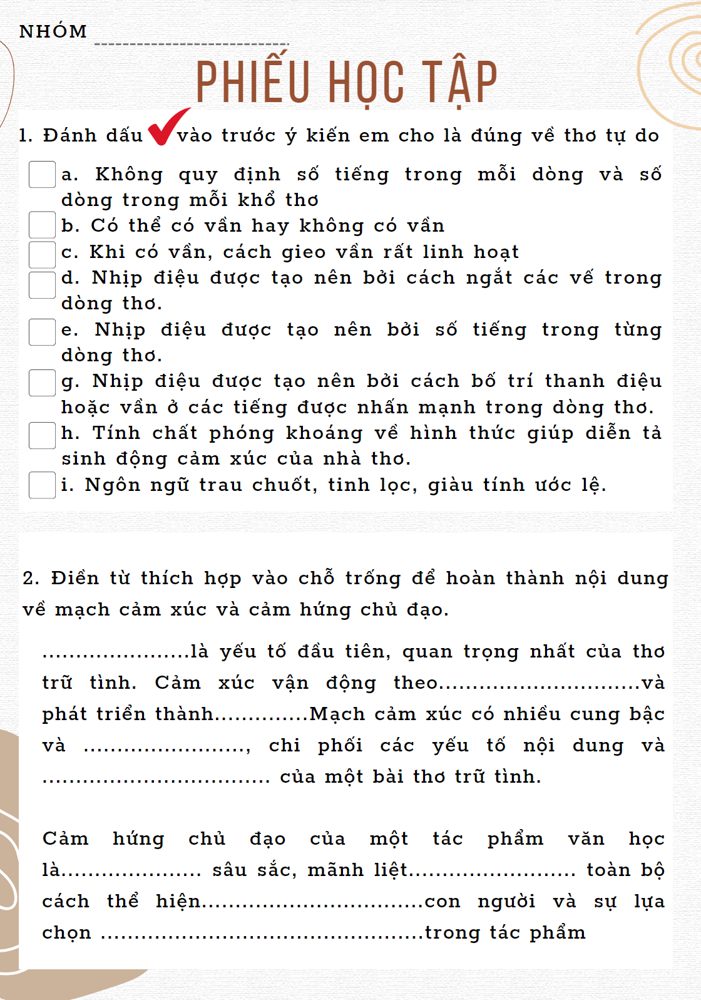 NHÓM ______________________
PHIẾU HỌC TẬP
1. Đánh dấu vào trước ý kiến em cho là đúng về thơ tự do
a. Không quy định số tiếng trong mỗi dòng và số
dòng trong mỗi khổ thơ
b. Có thể có vần hay không có vần
c. Khi có vần, cách gieo vần rất linh hoạt
d. Nhịp điệu được tạo nên bởi cách ngắt các vế trong
dòng thơ.
e. Nhịp điệu được tạo nên bởi số tiếng trong từng
dòng thơ.
g. Nhịp điệu được tạo nên bởi cách bố trí thanh điệu
hoặc vần ở các tiếng được nhấn mạnh trong dòng thơ.
h. Tính chất phóng khoáng về hình thức giúp diễn tả
sinh động cảm xúc của nhà thơ.
i. Ngôn ngữ trau chuốt, tinh lọc, giàu tính ước lệ.
2. Điền từ thích hợp vào chỗ trống để hoàn thành nội dung
về mạch cảm xúc và cảm hứng chủ đạo.
......................là yếu tố đầu tiên, quan trọng nhất của thơ
trữ tình. Cảm xúc vận động theo..............................và
phát triển thành..............Mạch cảm xúc có nhiều cung bậc
và ........................, chi phối các yếu tố nội dung và
.................................. của một bài thơ trữ tình.
Cảm hứng chủ đạo của một tác phẩm văn học
là..................... sâu sắc, mãnh liệt......................... toàn bộ
cách thể hiện.................................con người và sự lựa
chọn ................................................trong tác phẩm